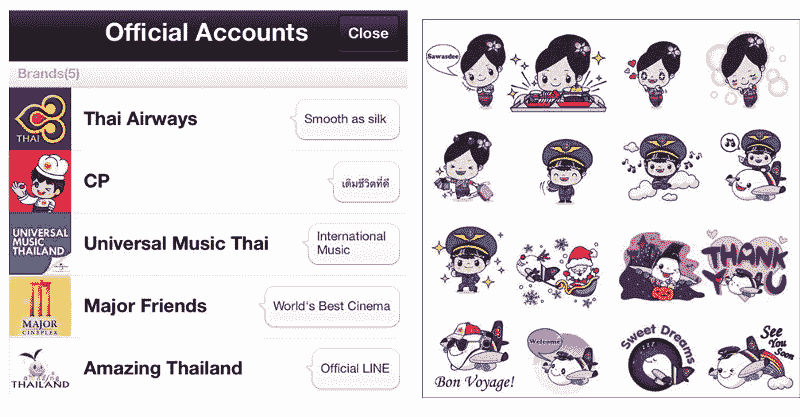 Official Accounts
Close
Brands(5)
THAI
Thai Airways
Smooth as silk
CP
เติมชีวิตที่ดี
UNIVERSAL
MUSIC
THAILAND
Universal Music Thai
International
Music
MAJOR
CINEPLEX
Major Friends
World's Best Cinema
amazing
THAILAND
Amazing Thailand
Official LINE
Sawasdee
THANK
YOU
Bon Voyage!
Welcome
Sweet Dreams
zzz
See
You
Soon